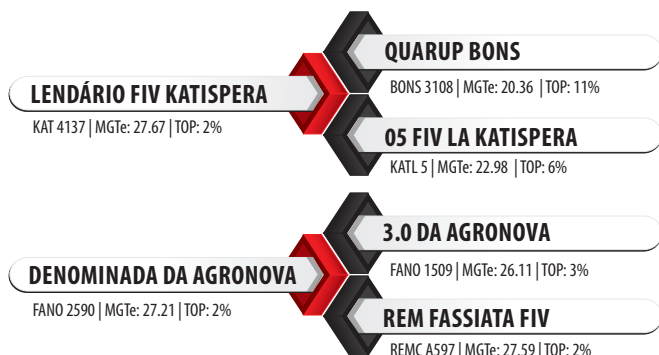 QUARUP BONS
BONS 3108 | MGTe: 20.36 | TOP: 11%
LENDÁRIO FIV KATISPERA
KAT 4137 | MGTe: 27.67 | TOP: 2%
05 FIV LA KATISPERA
KATL 5 | MGTe: 22.98 | TOP: 6%
3.0 DA AGRONOVA
FANO 1509 | MGTe: 26.11 | TOP: 3%
DENOMINADA DA AGRONOVA
FANO 2590 | MGTe: 27.21 | TOP: 2%
REM FASSIATA FIV
REMC A597 | MGTe: 27.59 | TOP: 2%